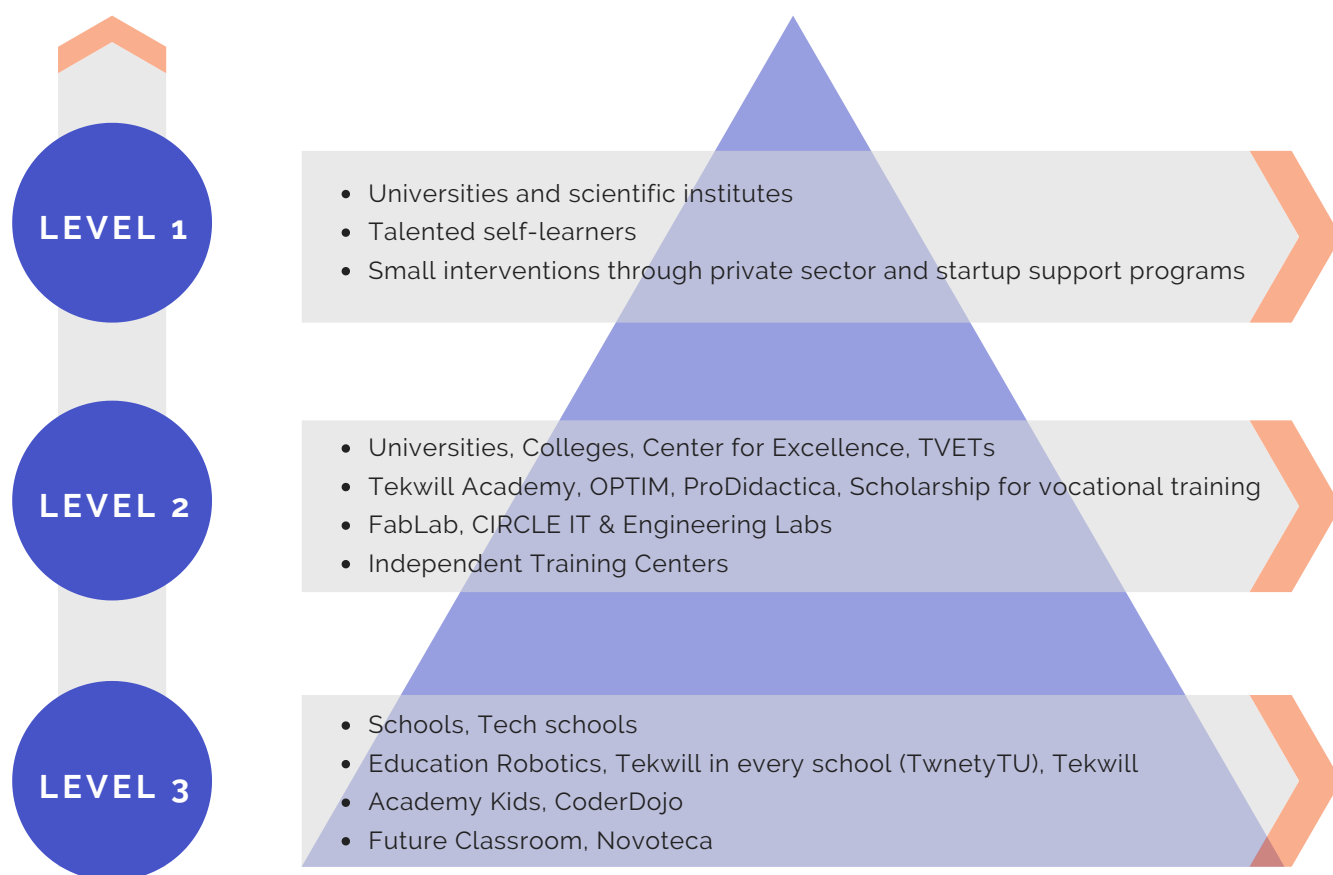 LEVEL 1
• Universities and scientific institutes
• Talented self-learners
• Small interventions through private sector and startup support programs
LEVEL 2
• Universities, Colleges, Center for Excellence, TVETs
• Tekwill Academy, OPTIM, ProDidactica, Scholarship for vocational training
• FabLab, CIRCLE IT & Engineering Labs
• Independent Training Centers
LEVEL 3
• Schools, Tech schools
• Education Robotics, Tekwill in every school (TwnetyTU), Tekwill
• Academy Kids, CoderDojo
• Future Classroom, Novoteca